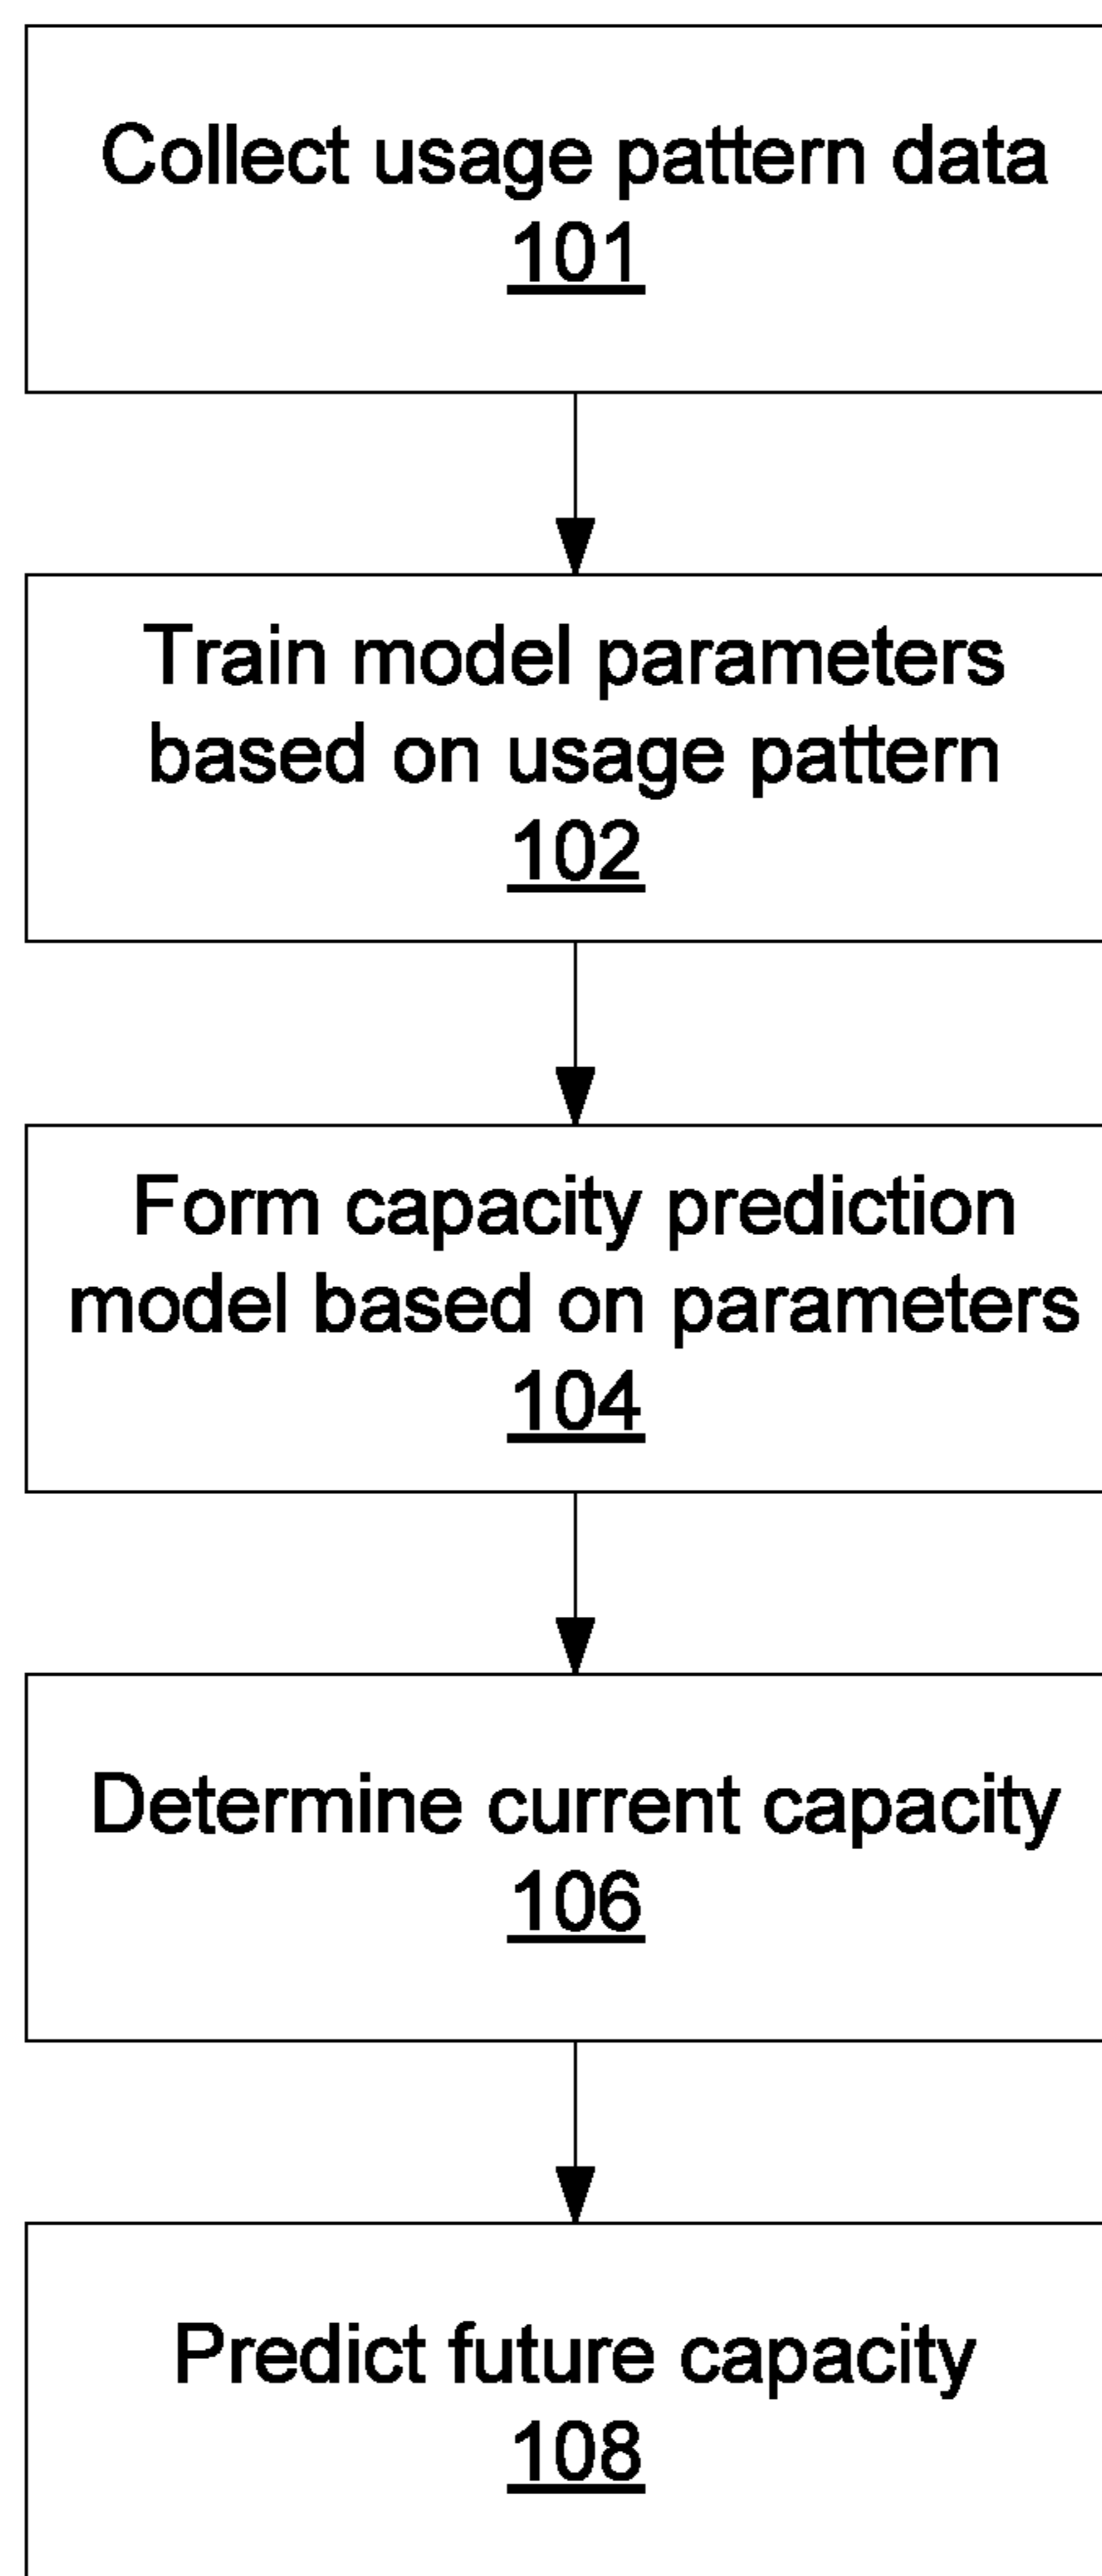 Collect usage pattern data
101
Train model parameters
based on usage pattern
102
Form capacity prediction
model based on parameters
104
Determine current capacity
106
Predict future capacity
108